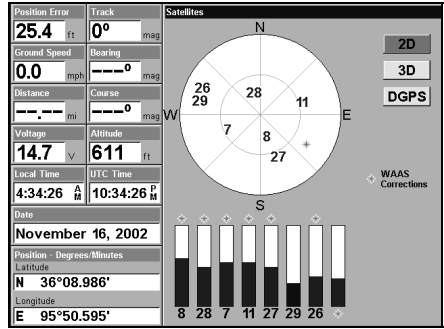 Position Error Track
25.4 ft 0° mag
Ground Speed Bearing
0.0 mph ---° mag
Distance Course
--.-- mi ---° mag
Voltage Altitude
14.7 V 611 ft
Local Time UTC Time
4:34:26 AM 10:34:26 PM
Date
November 16, 2002
Position - Degrees/Minutes
Latitude
N 36°08.986'
Longitude
E 95°50.595'
Satellites
N
2D
3D
DGPS
26
28
29
11
W
E
7
8
27
WAAS
Corrections
S
8 28 7 11 27 29 26